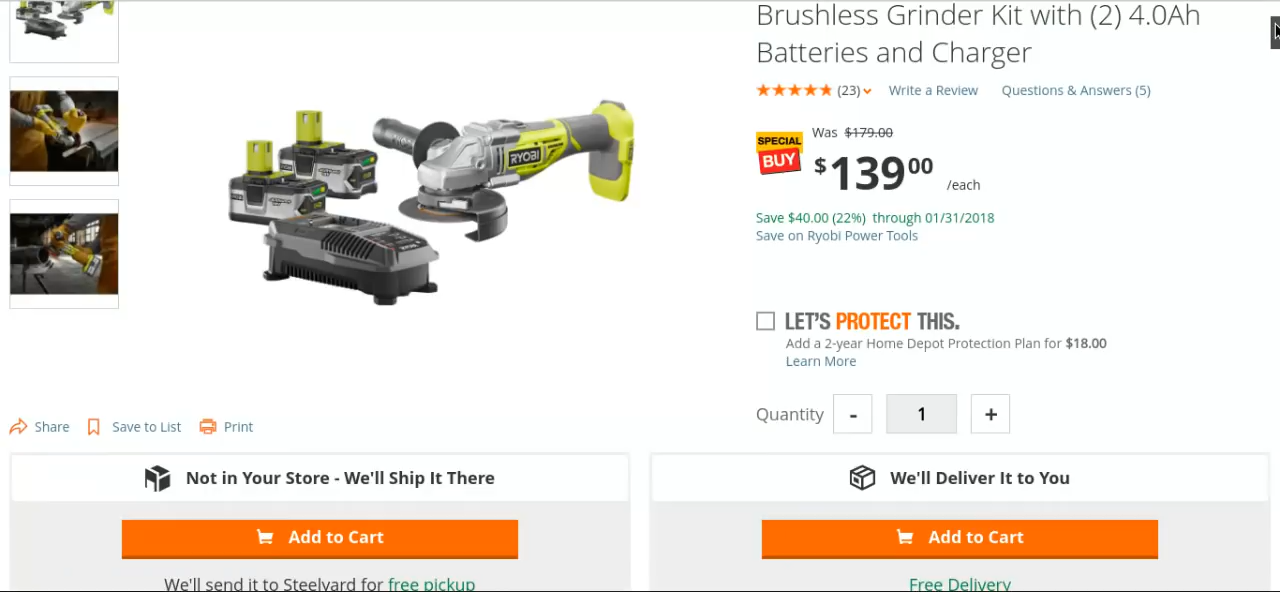 Brushless Grinder Kit with (2) 4.0Ah
Batteries and Charger
(23)
Write a Review
Questions & Answers (5)
SPECIAL
BUY
Was $179.00
$139 00 /each
Save $40.00 (22%) through 01/31/2018
Save on Ryobi Power Tools
RYOBI
LET'S PROTECT THIS.
Add a 2-year Home Depot Protection Plan for $18.00
Learn More
Quantity - 1 +
Share
Save to List
Print
Not in Your Store - We'll Ship It There
Add to Cart
We'll send it to Steelyard for free pickup
We'll Deliver It to You
Add to Cart
Free Delivery